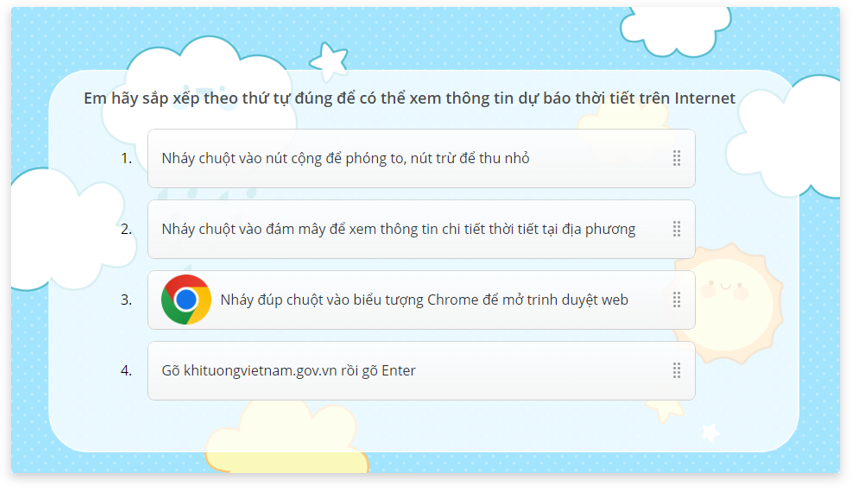 Em hãy sắp xếp theo thứ tự đúng để có thể xem thông tin dự báo thời tiết trên Internet
1. Nháy chuột vào nút cộng để phóng to, nút trừ để thu nhỏ
2. Nháy chuột vào đám mây để xem thông tin chi tiết thời tiết tại địa phương
3. Nháy đúp chuột vào biểu tượng Chrome để mở trinh duyệt web
4. Gõ khituongvietnam.gov.vn rồi gõ Enter